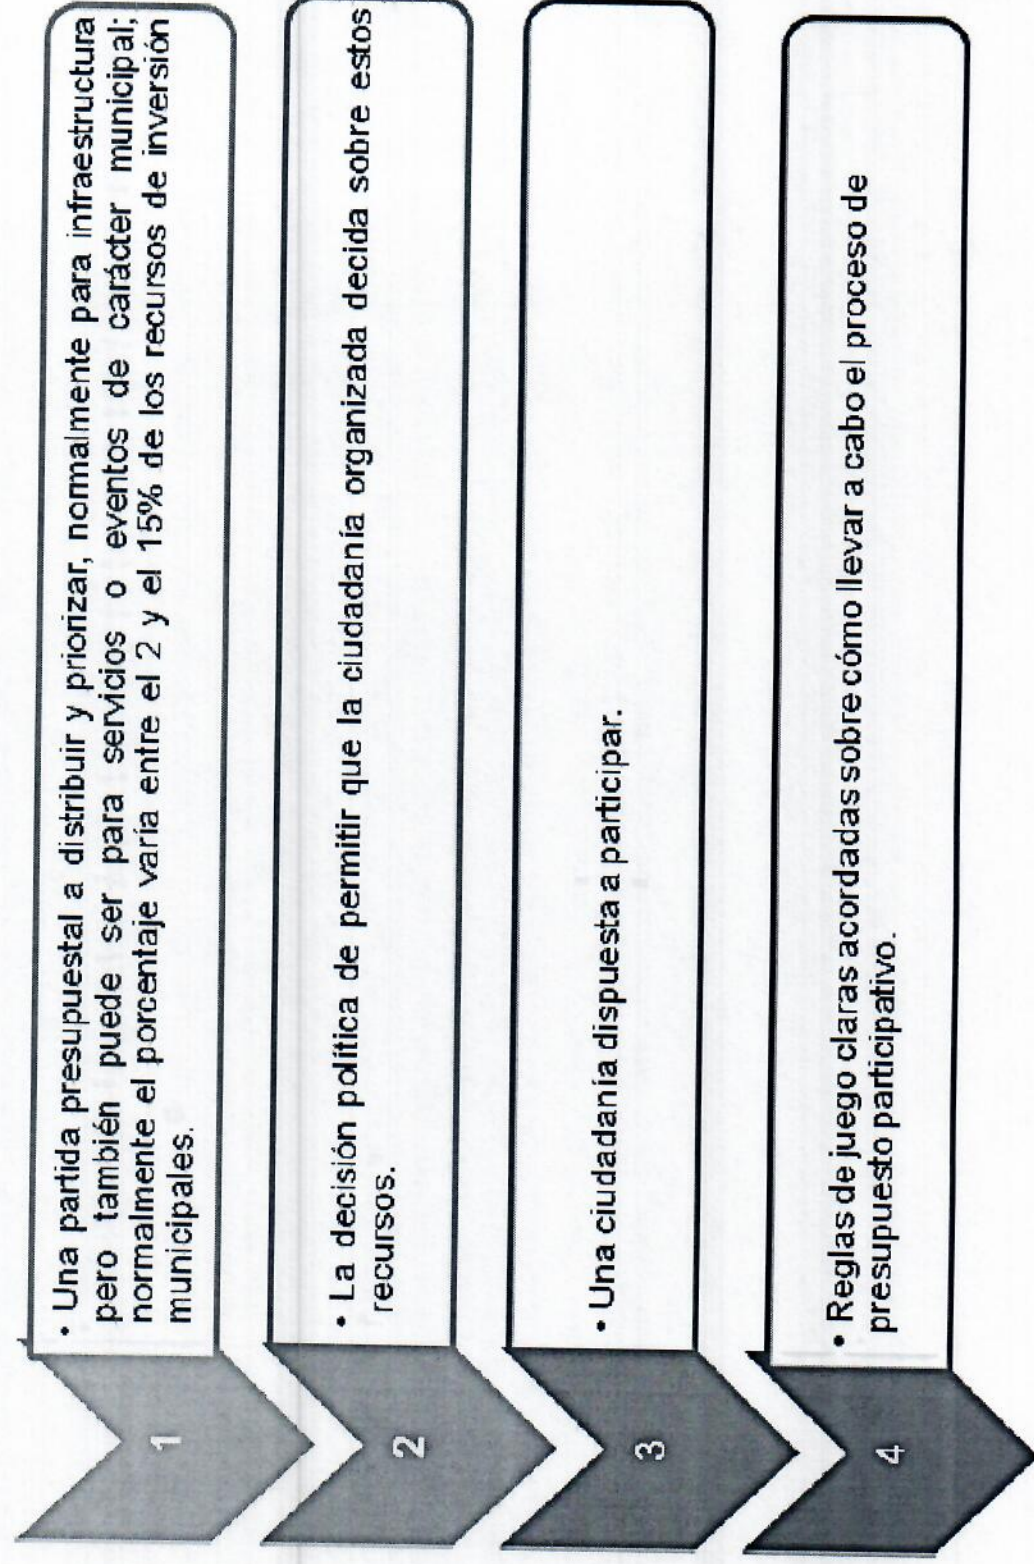 1
• Una partida presupuestal a distribuir y priorizar, normalmente para infraestructura
pero también puede ser para servicios o eventos de carácter municipal;
normalmente el porcentaje varía entre el 2 y el 15% de los recursos de inversión
municipales.
2
• La decisión política de permitir que la ciudadanía organizada decida sobre estos
recursos.
3
• Una ciudadanía dispuesta a participar.
4
• Reglas de juego claras acordadas sobre cómo llevar a cabo el proceso de
presupuesto participativo.